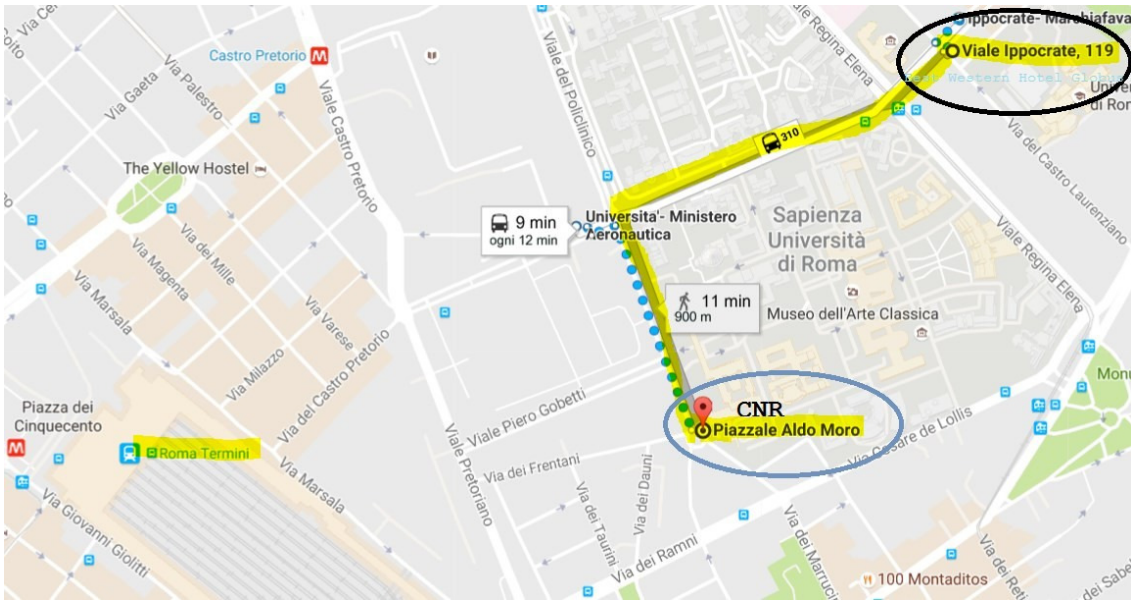 Ippocrate- Marchiafava
Viale Ippocrate, 119
Best Western Hotel Globus
Castro Pretorio
Via Gaeta
Via Palestro
Viale Castro Pretorio
Viale del Policlinico
Viale Regina Elena
310
Via del Castro Laurenziano
The Yellow Hostel
9 min
ogni 12 min
Universita'- Ministero
Aeronautica
Sapienza
Università
di Roma
Viale Regina Elena
Via dei Mille
Via Magenta
Via Marsala
Via Varese
Via Milazzo
Via del Castro Pretorio
11 min
900 m
Museo dell'Arte Classica
Piazza dei
Cinquecento
Viale Piero Gobetti
CNR
Piazzale Aldo Moro
Via Cesare de Lollis
Roma Termini
Via Marsala
Viale Pretoriano
Via dei Frentani
Via dei Dauni
Via dei Taurini
Via dei Ramni
Via Giovanni Giolitti
100 Montaditos